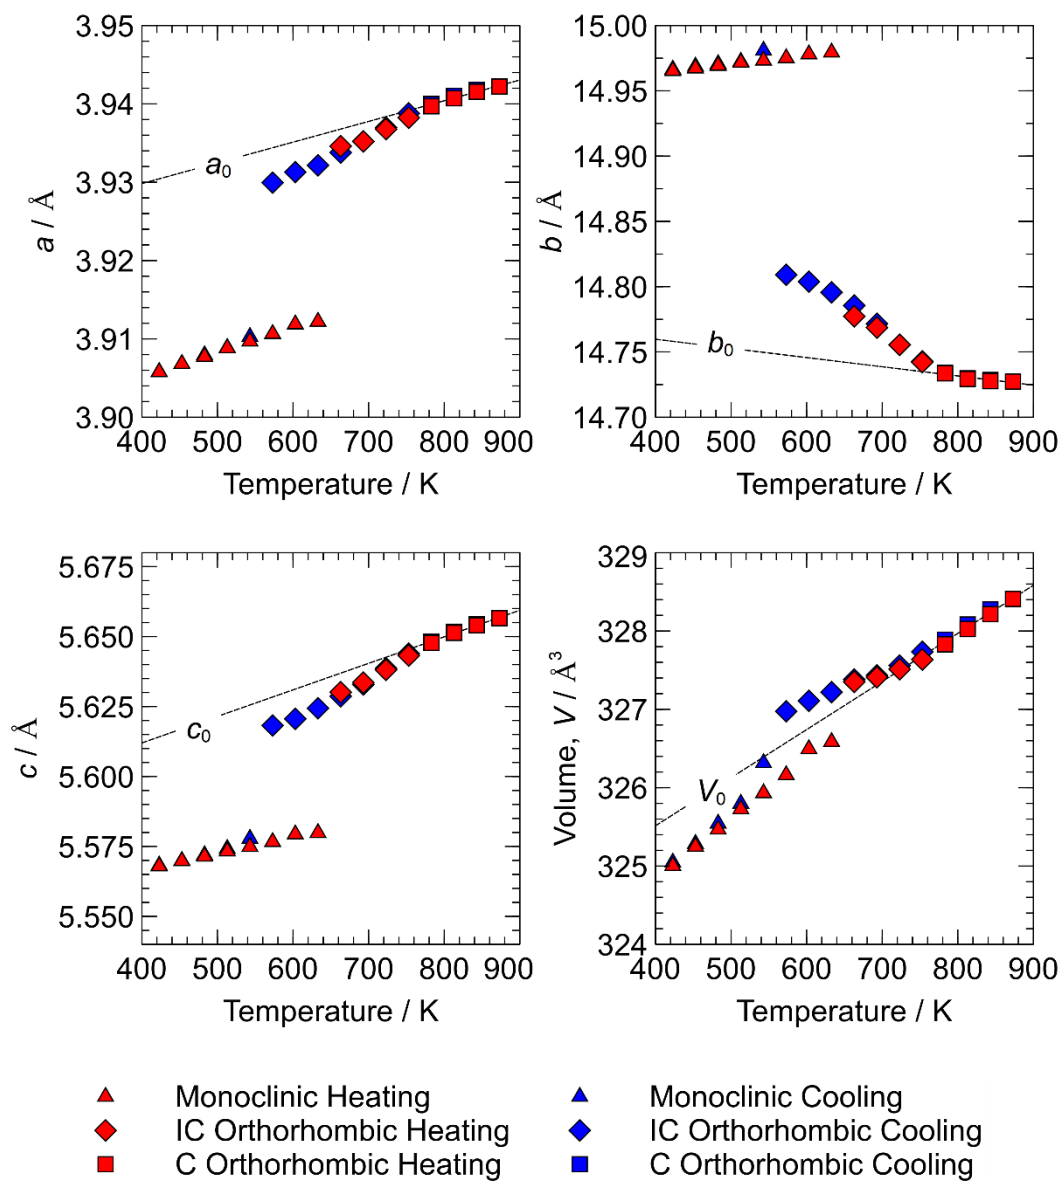 3.95
3.94
3.93
3.92
3.91
3.90
a / Å
a₀
400 500 600 700 800 900
Temperature / K
15.00
14.95
14.90
14.85
14.80
14.75
14.70
b / Å
b₀
400 500 600 700 800 900
Temperature / K
5.675
5.650
5.625
5.600
5.575
5.550
c / Å
c₀
400 500 600 700 800 900
Temperature / K
329
328
327
326
325
324
Volume, V / Å³
V₀
400 500 600 700 800 900
Temperature / K
Monoclinic Heating
IC Orthorhombic Heating
C Orthorhombic Heating
Monoclinic Cooling
IC Orthorhombic Cooling
C Orthorhombic Cooling